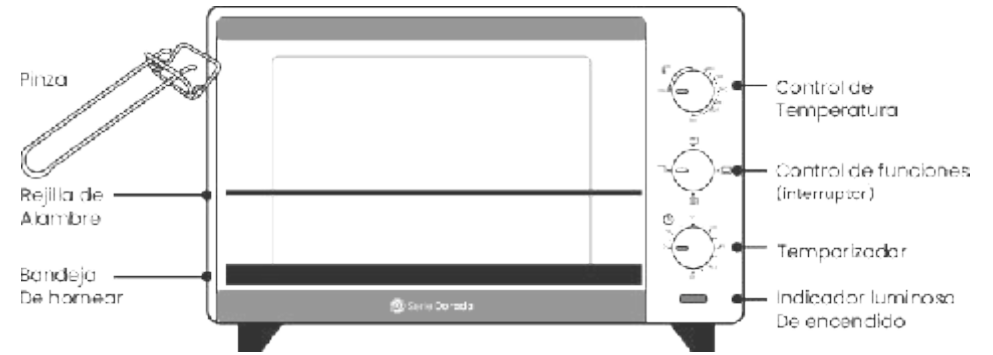 Pinza
Rejilla de
Alambre
Bandeja
De hornear
Serie Dorada
Control de
Temperatura
Control de funciones
(interruptor)
Temporizador
Indicador luminoso
De encendido